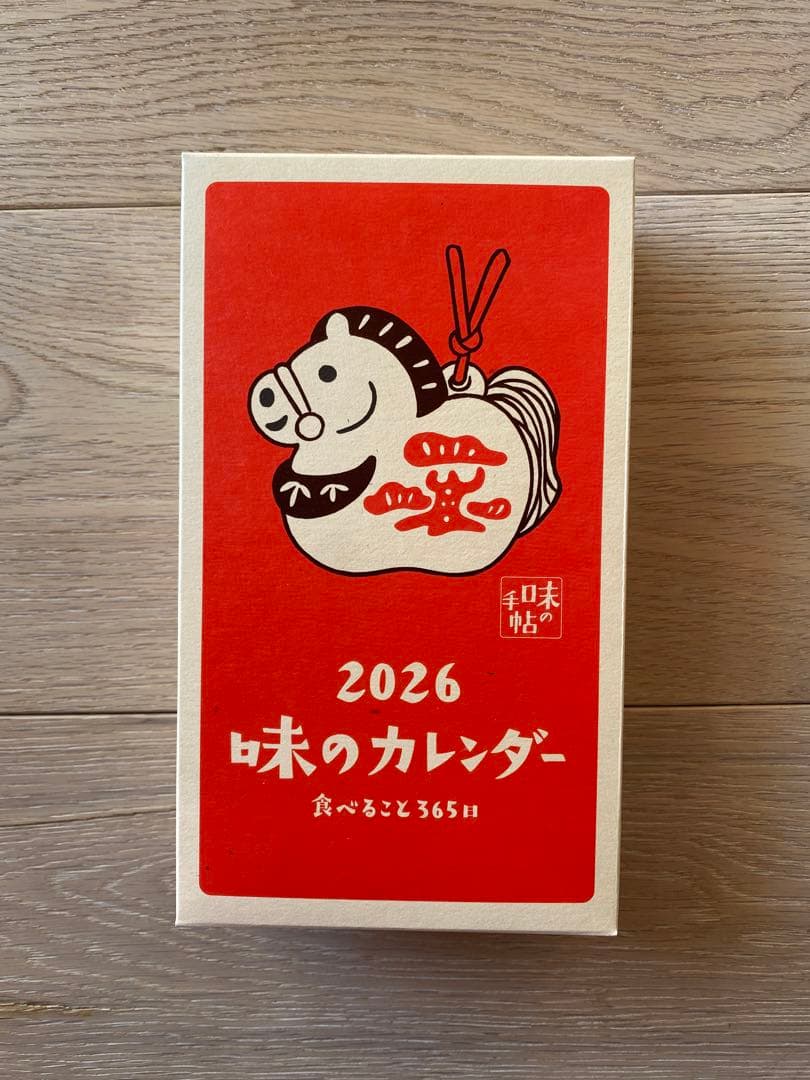 味の
手帖
2026
味のカレンダー
食べること365日